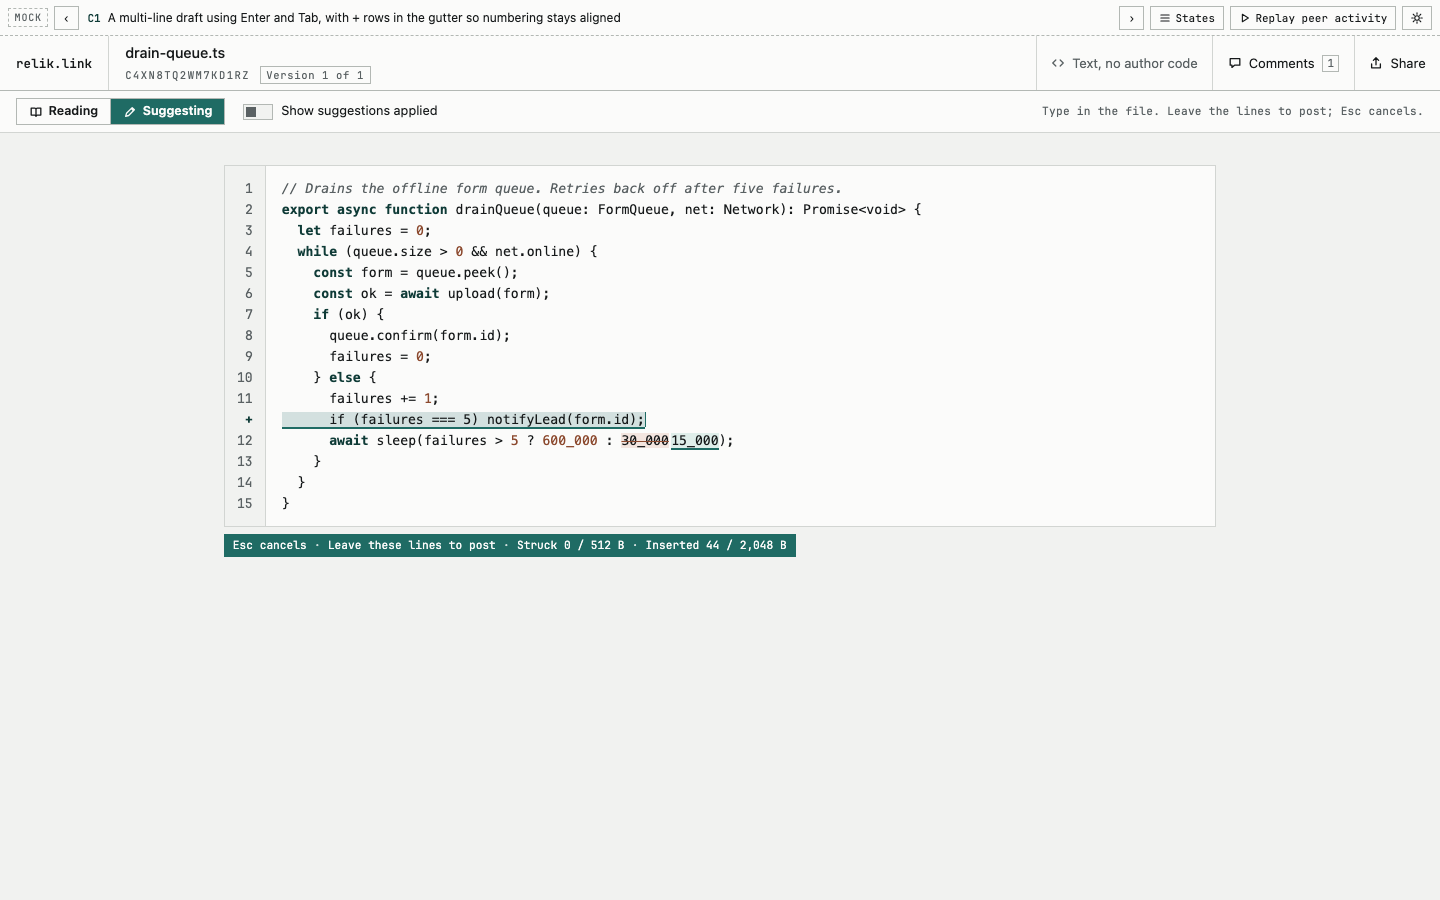 MOCK ‹ C1 A multi-line draft using Enter and Tab, with + rows in the gutter so numbering stays aligned › States Replay peer activity
relik.link
drain-queue.ts
C4XN8TQ2WM7KD1RZ Version 1 of 1
Text, no author code Comments 1 Share
Reading Suggesting Show suggestions applied Type in the file. Leave the lines to post; Esc cancels.
1 // Drains the offline form queue. Retries back off after five failures.
2 export async function drainQueue(queue: FormQueue, net: Network): Promise<void> {
3 let failures = 0;
4 while (queue.size > 0 && net.online) {
5 const form = queue.peek();
6 const ok = await upload(form);
7 if (ok) {
8 queue.confirm(form.id);
9 failures = 0;
10 } else {
11 failures += 1;
+ if (failures === 5) notifyLead(form.id);
12 await sleep(failures > 5 ? 600_000 : 30_000 15_000);
13 }
14 }
15 }
Esc cancels · Leave these lines to post · Struck 0 / 512 B · Inserted 44 / 2,048 B